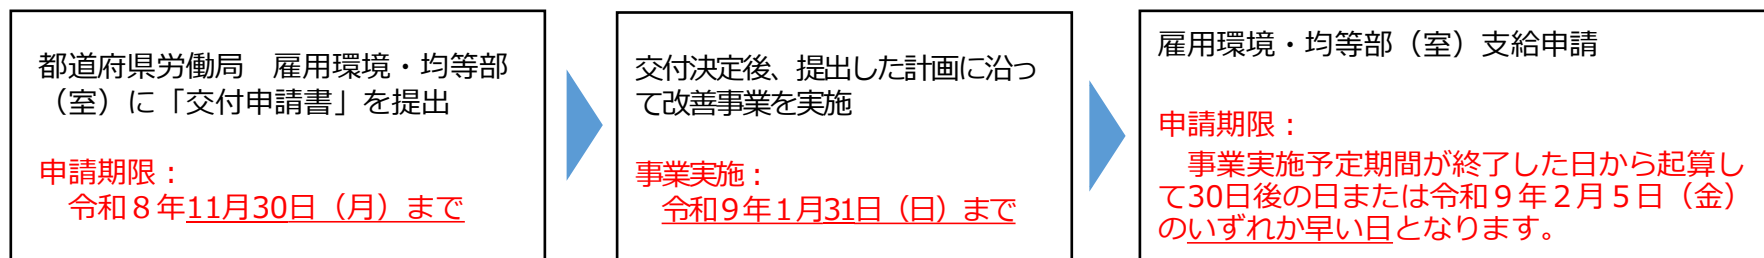 都道府県労働局　雇用環境・均等部
（室）に「交付申請書」を提出
申請期限：
令和８年11月30日（月）まで
交付決定後、提出した計画に沿っ
て改善事業を実施
事業実施：
令和９年１月31日（日）まで
雇用環境・均等部（室）支給申請
申請期限：
事業実施予定期間が終了した日から起算し
て30日後の日または令和９年２月５日（金）
のいずれか早い日となります。